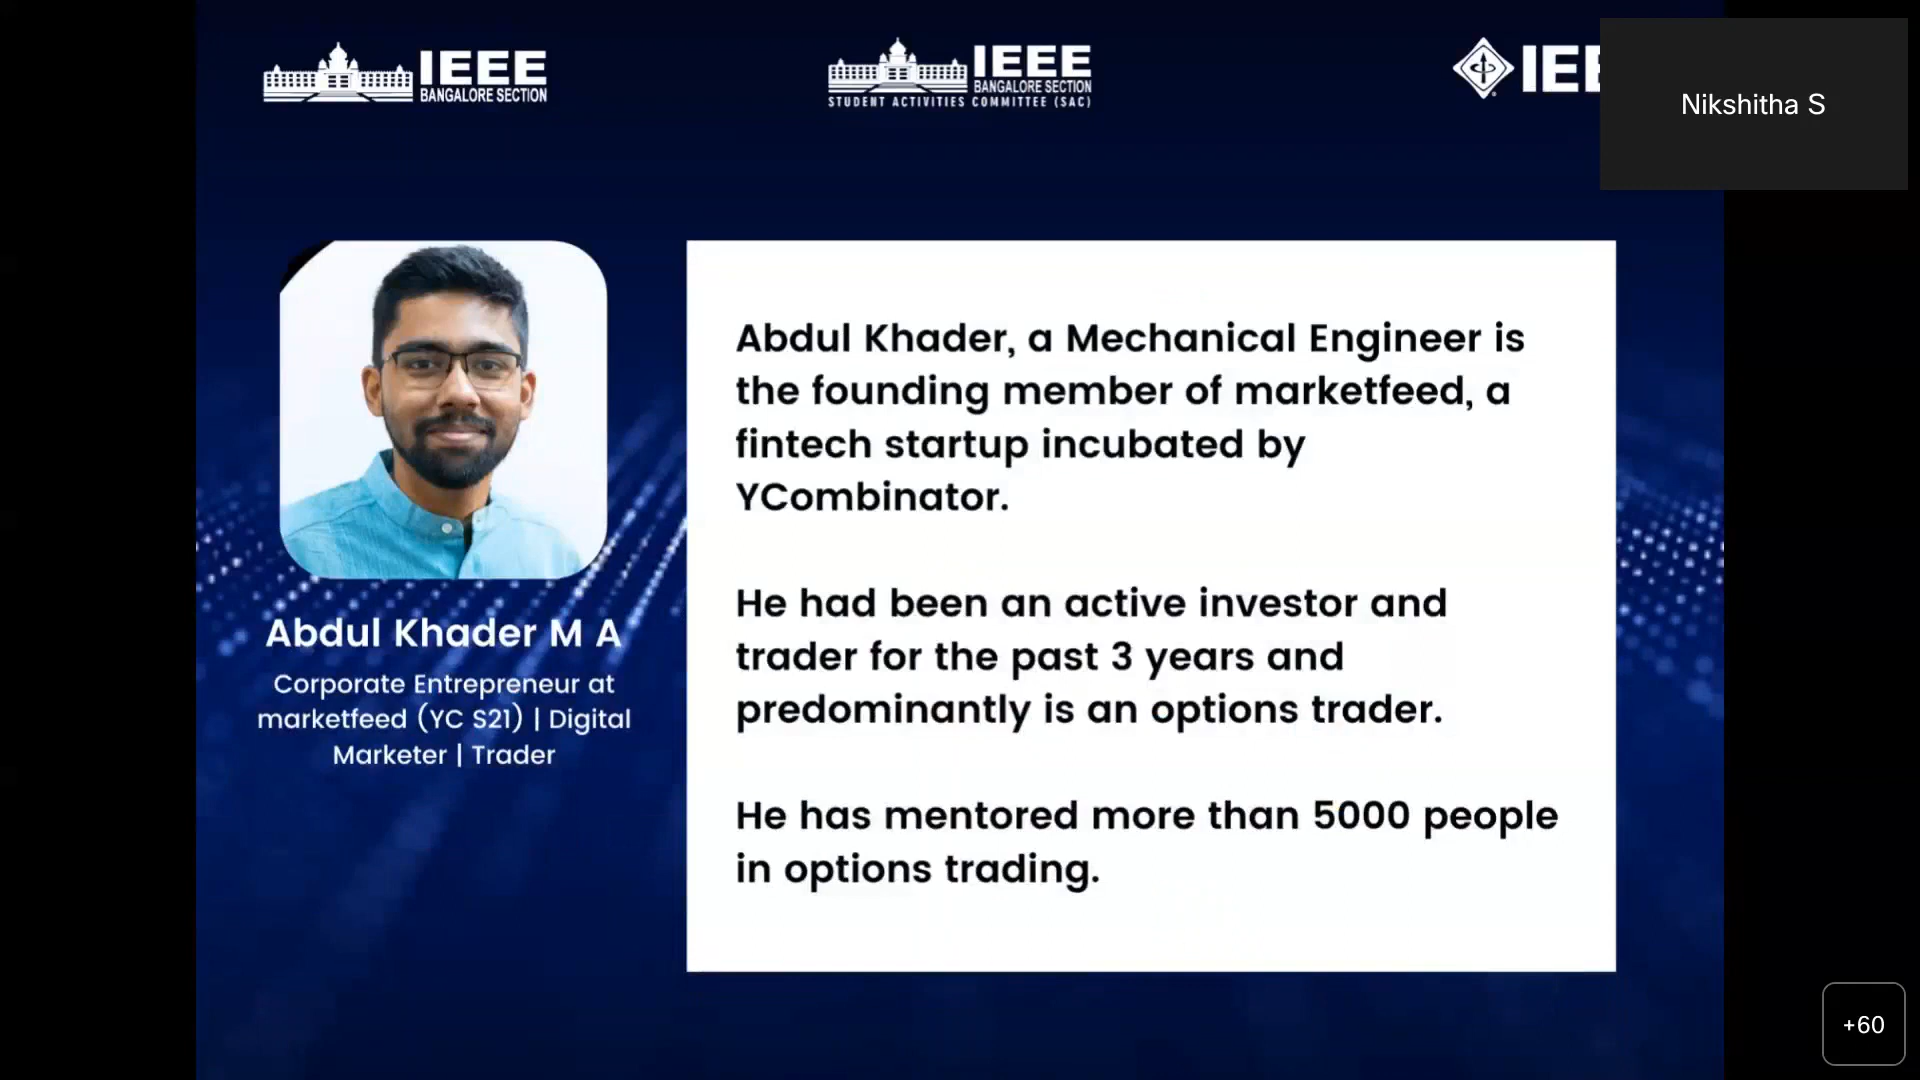 IEEE
BANGALORE SECTION
IEEE
BANGALORE SECTION
STUDENT ACTIVITIES COMMITTEE (SAC)
Nikshitha S
Abdul Khader M A
Corporate Entrepreneur at
marketfeed (YC S21) | Digital
Marketer | Trader
Abdul Khader, a Mechanical Engineer is
the founding member of marketfeed, a
fintech startup incubated by
YCombinator.
He had been an active investor and
trader for the past 3 years and
predominantly is an options trader.
He has mentored more than 5000 people
in options trading.
+60